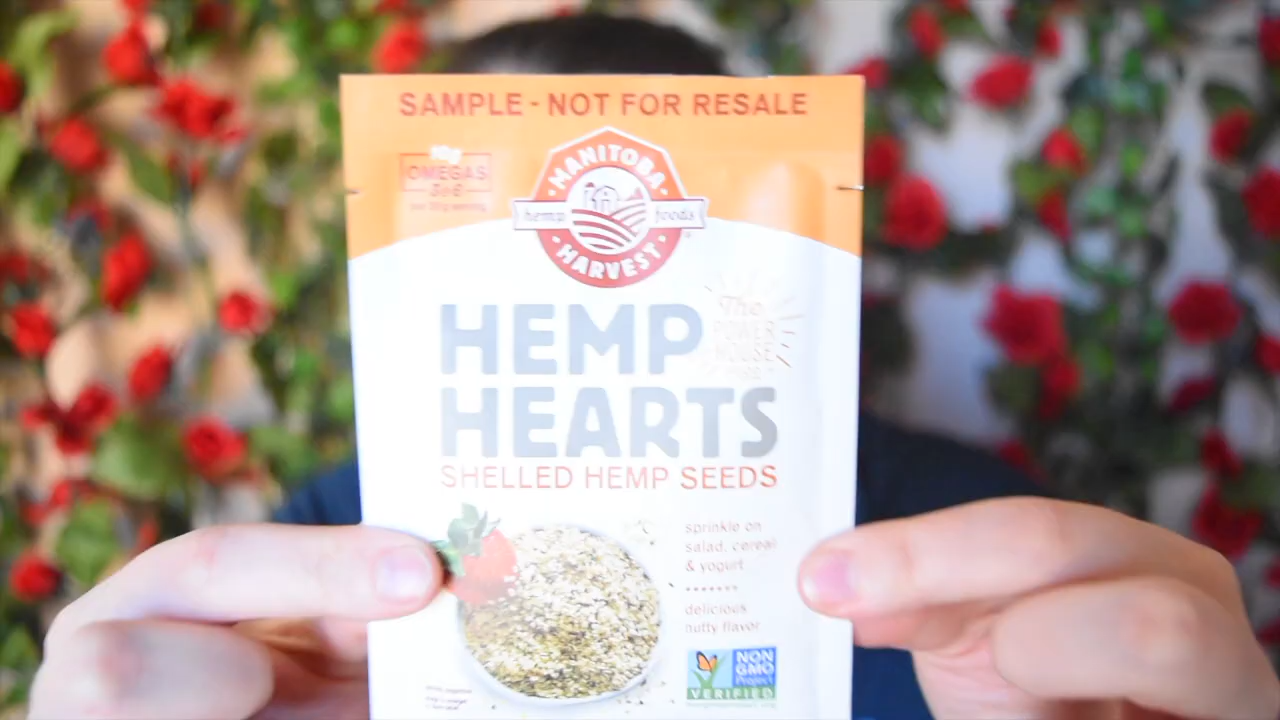 SAMPLE - NOT FOR RESALE
10g
OMEGAS
3&6
MANITOBA
hemp foods
HARVEST
The
POWER
HOUSE
HEMP
HEARTS
SHELLED HEMP SEEDS
sprinkle on
salad, cereal
& yogurt
delicious
nutty flavor
NON
GMO
Project
VERIFIED